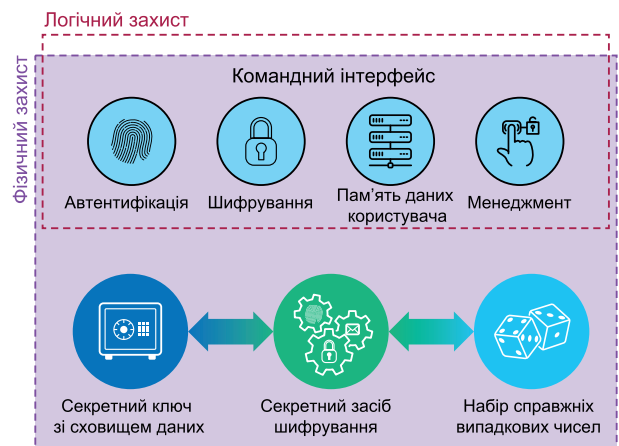 Логічний захист
Фізичний захист
Командний інтерфейс
Автентифікація
Шифрування
Пам’ять даних
користувача
Менеджмент
Секретний ключ
зі сховищем даних
Секретний засіб
шифрування
Набір справжніх
випадкових чисел